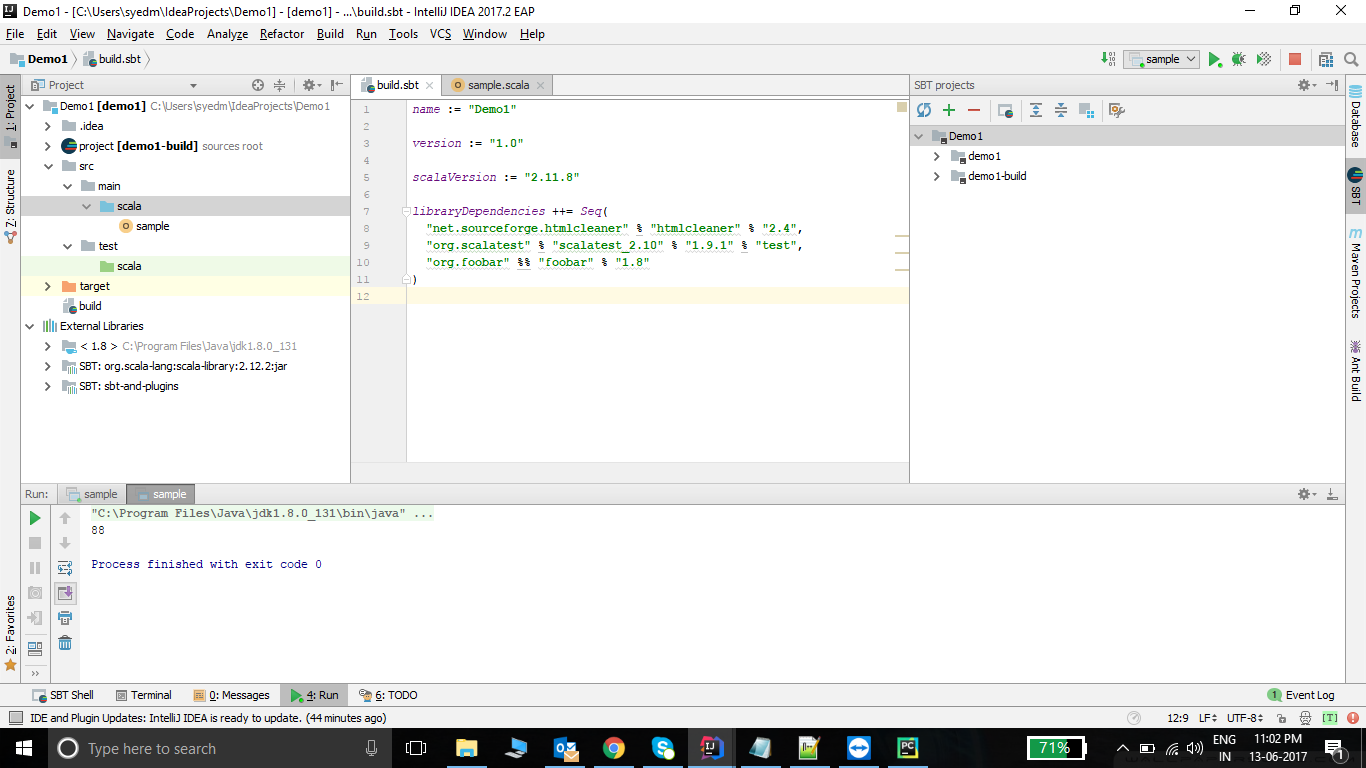 Demo1 - [C:\Users\syedm\IdeaProjects\Demo1] - [demo1] - ...\build.sbt - IntelliJ IDEA 2017.2 EAP
File Edit View Navigate Code Analyze Refactor Build Run Tools VCS Window Help
Demo1 build.sbt
sample
Project
build.sbt
sample.scala
SBT projects
1: Project
Z: Structure
2: Favorites
Demo1 [demo1] C:\Users\syedm\IdeaProjects\Demo1
.idea
project [demo1-build] sources root
src
main
scala
sample
test
scala
target
build
External Libraries
< 1.8 > C:\Program Files\Java\jdk1.8.0_131
SBT: org.scala-lang:scala-library:2.12.2:jar
SBT: sbt-and-plugins
1 name := "Demo1"
2
3 version := "1.0"
4
5 scalaVersion := "2.11.8"
6
7 libraryDependencies ++= Seq(
8 "net.sourceforge.htmlcleaner" % "htmlcleaner" % "2.4",
9 "org.scalatest" % "scalatest_2.10" % "1.9.1" % "test",
10 "org.foobar" %% "foobar" % "1.8"
11 )
12
Demo1
demo1
demo1-build
Database
SBT
Maven Projects
Ant Build
Run: sample sample
"C:\Program Files\Java\jdk1.8.0_131\bin\java" ...
88
Process finished with exit code 0
SBT Shell Terminal 0: Messages 4: Run 6: TODO 1 Event Log
IDE and Plugin Updates: IntelliJ IDEA is ready to update. (44 minutes ago) 12:9 LF UTF-8 [T]
Type here to search
71%
ENG
IN
11:02 PM
13-06-2017
1